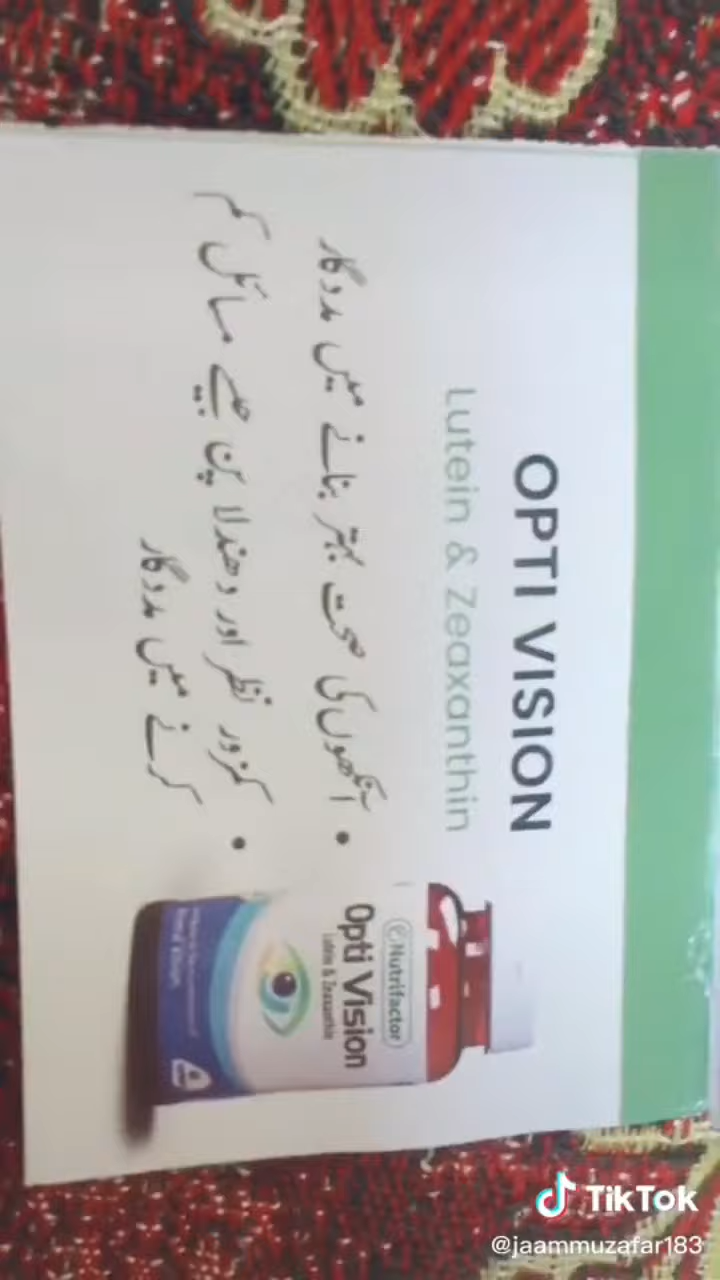 OPTI VISION
Lutein & Zeaxanthin
• آنکھوں کی صحت بہتر بنانے میں مددگار
• کمزور نظر اور دھندلا پن جیسے مسائل کم
کرنے میں مددگار
Nutrifactor
Opti Vision
Lutein & Zeaxanthin
TikTok
@jaammuzafar183